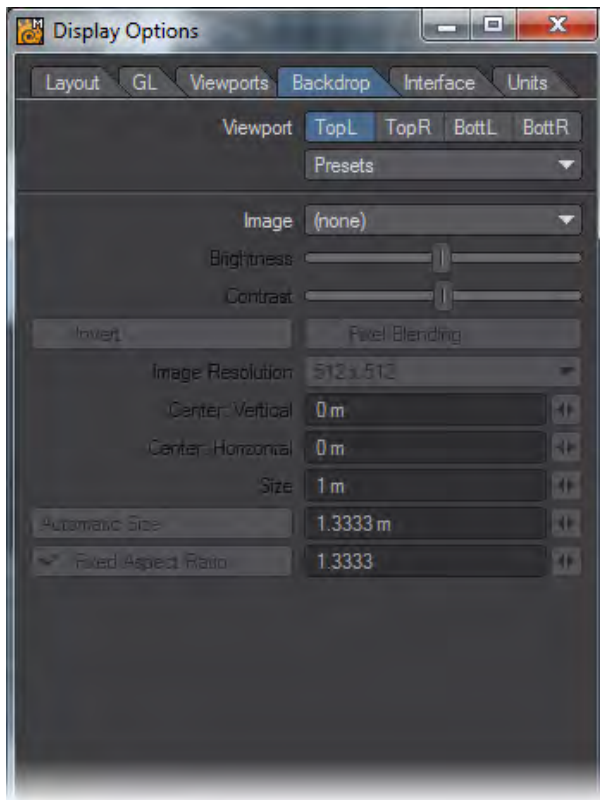 M
Display Options
Layout GL Viewports Backdrop Interface Units
Viewport TopL TopR BottL BottR
Presets
Image (none)
Brightness
Contrast
Invert Pixel Blending
Image Resolution 512 x 512
Center: Vertical 0 m
Center: Horizontal 0 m
Size 1 m
Automatic Size 1.3333 m
Fixed Aspect Ratio 1.3333